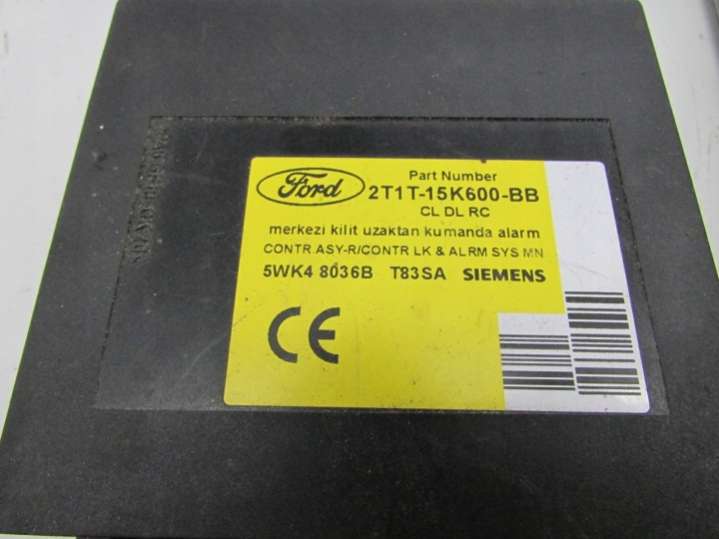 Ford
Part Number
2T1T-15K600-BB
CL DL RC
merkezi kilit uzaktan kumanda alarm
CONTR ASY-R/CONTR LK & ALRM SYS MN
5WK4 8036B T83SA SIEMENS
CE